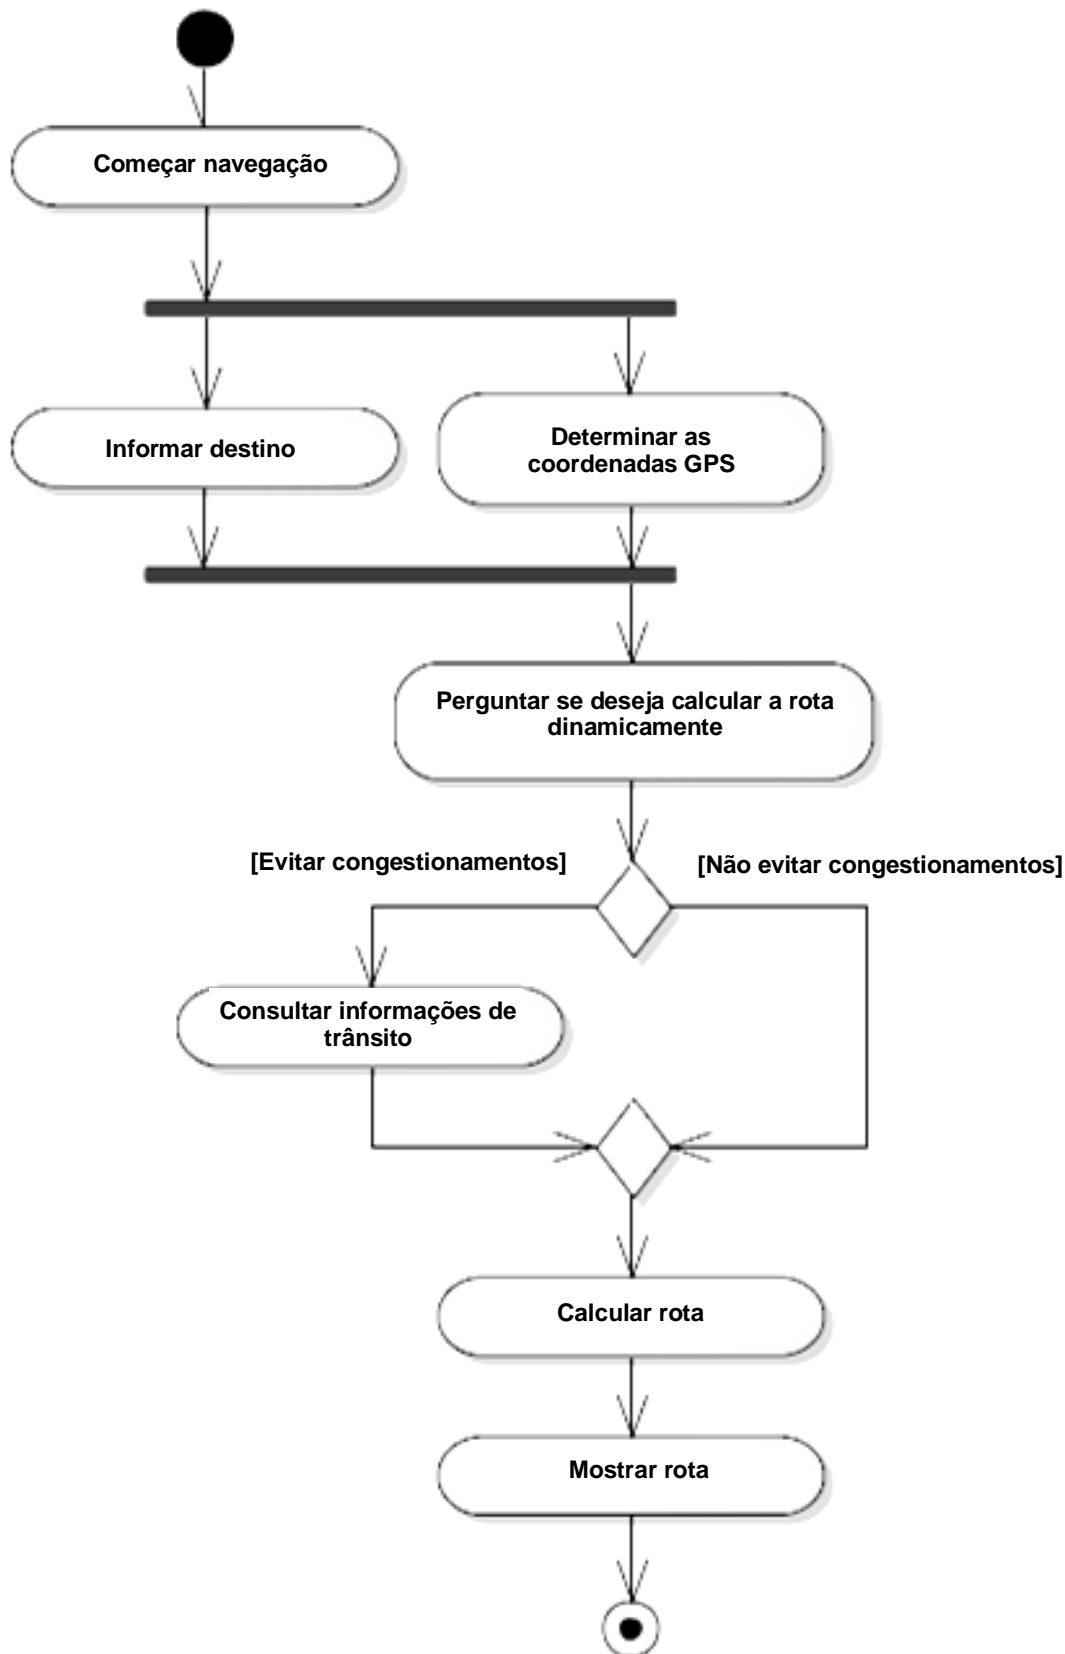 Começar navegação
Informar destino
Determinar as
coordenadas GPS
Perguntar se deseja calcular a rota
dinamicamente
[Evitar congestionamentos]
[Não evitar congestionamentos]
Consultar informações de
trânsito
Calcular rota
Mostrar rota